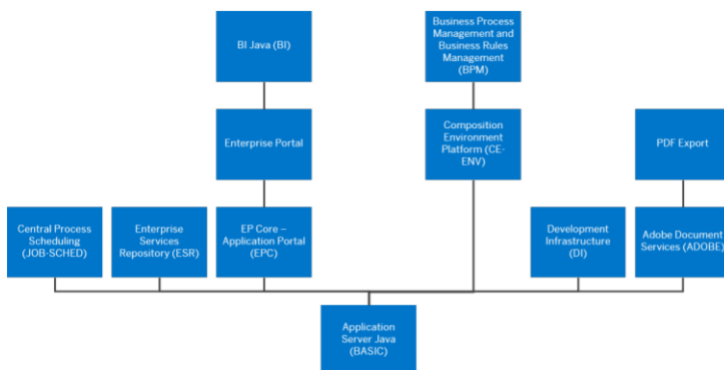 BI Java (BI)
Business Process
Management and
Business Rules
Management
(BPM)
Enterprise Portal
Composition
Environment
Platform (CE-
ENV)
PDF Export
Central Process
Scheduling
(JOB-SCHED)
Enterprise
Services
Repository (ESR)
EP Core –
Application Portal
(EPC)
Development
Infrastructure
(DI)
Adobe Document
Services (ADOBE)
Application
Server Java
(BASIC)